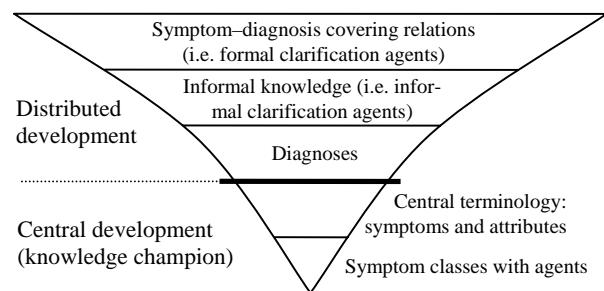 Symptom–diagnosis covering relations
(i.e. formal clarification agents)
Informal knowledge (i.e. infor-
mal clarification agents)
Distributed
development
Diagnoses
Central development
(knowledge champion)
Central terminology:
symptoms and attributes
Symptom classes with agents